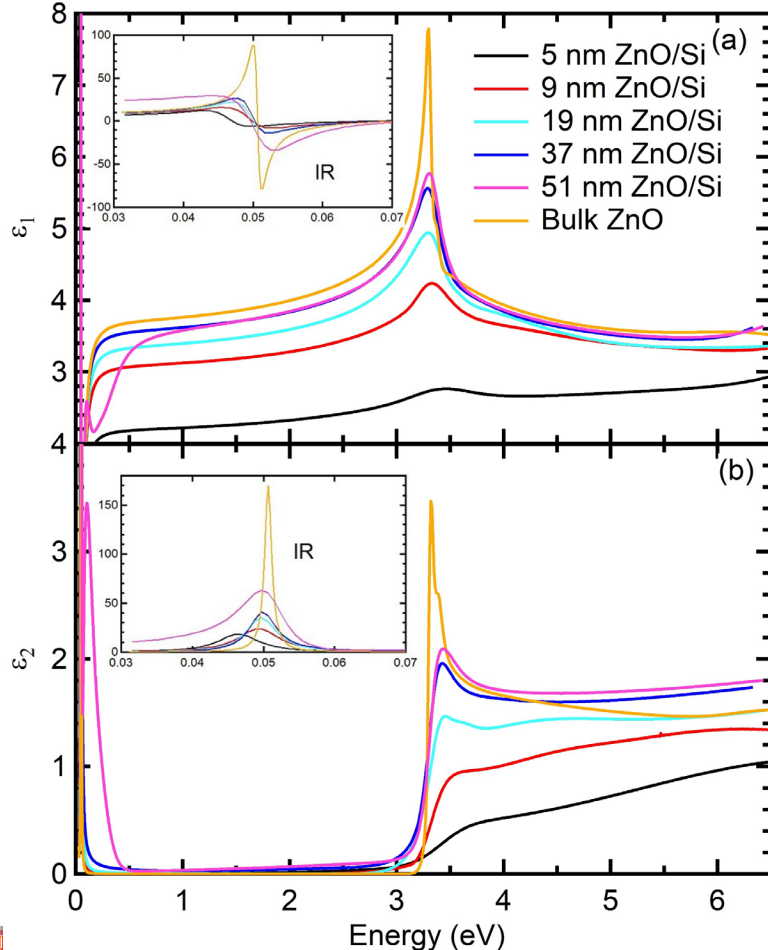 (a)
8
7
6
5
4
3
ε1
100
50
0
-50
-100
0.03 0.04 0.05 0.06 0.07
IR
5 nm ZnO/Si
9 nm ZnO/Si
19 nm ZnO/Si
37 nm ZnO/Si
51 nm ZnO/Si
Bulk ZnO
(b)
4
3
2
1
0
ε2
150
100
50
0
0.03 0.04 0.05 0.06 0.07
IR
0 1 2 3 4 5 6
Energy (eV)